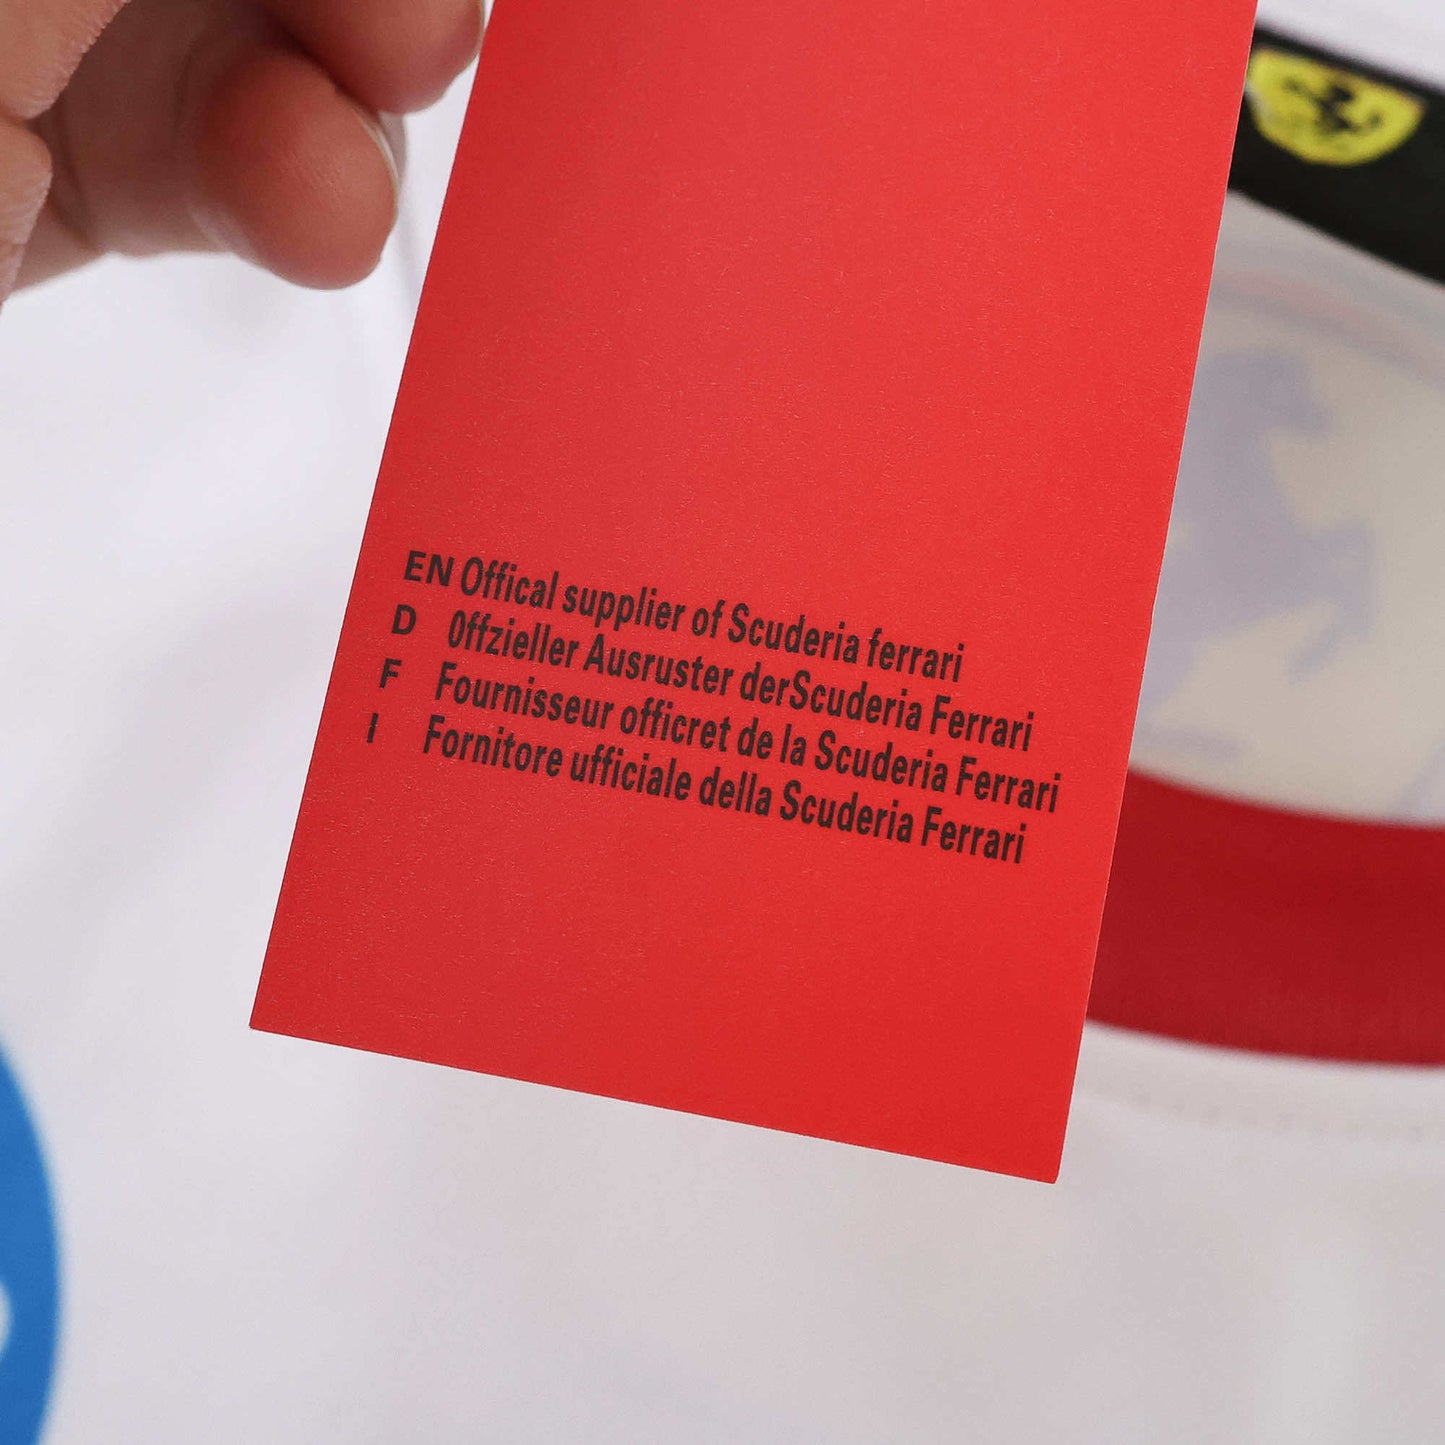 EN Offical supplier of Scuderia ferrari
D 0ffzieller Ausruster derScuderia Ferrari
F Fournisseur officret de la Scuderia Ferrari
I Fornitore ufficiale della Scuderia Ferrari